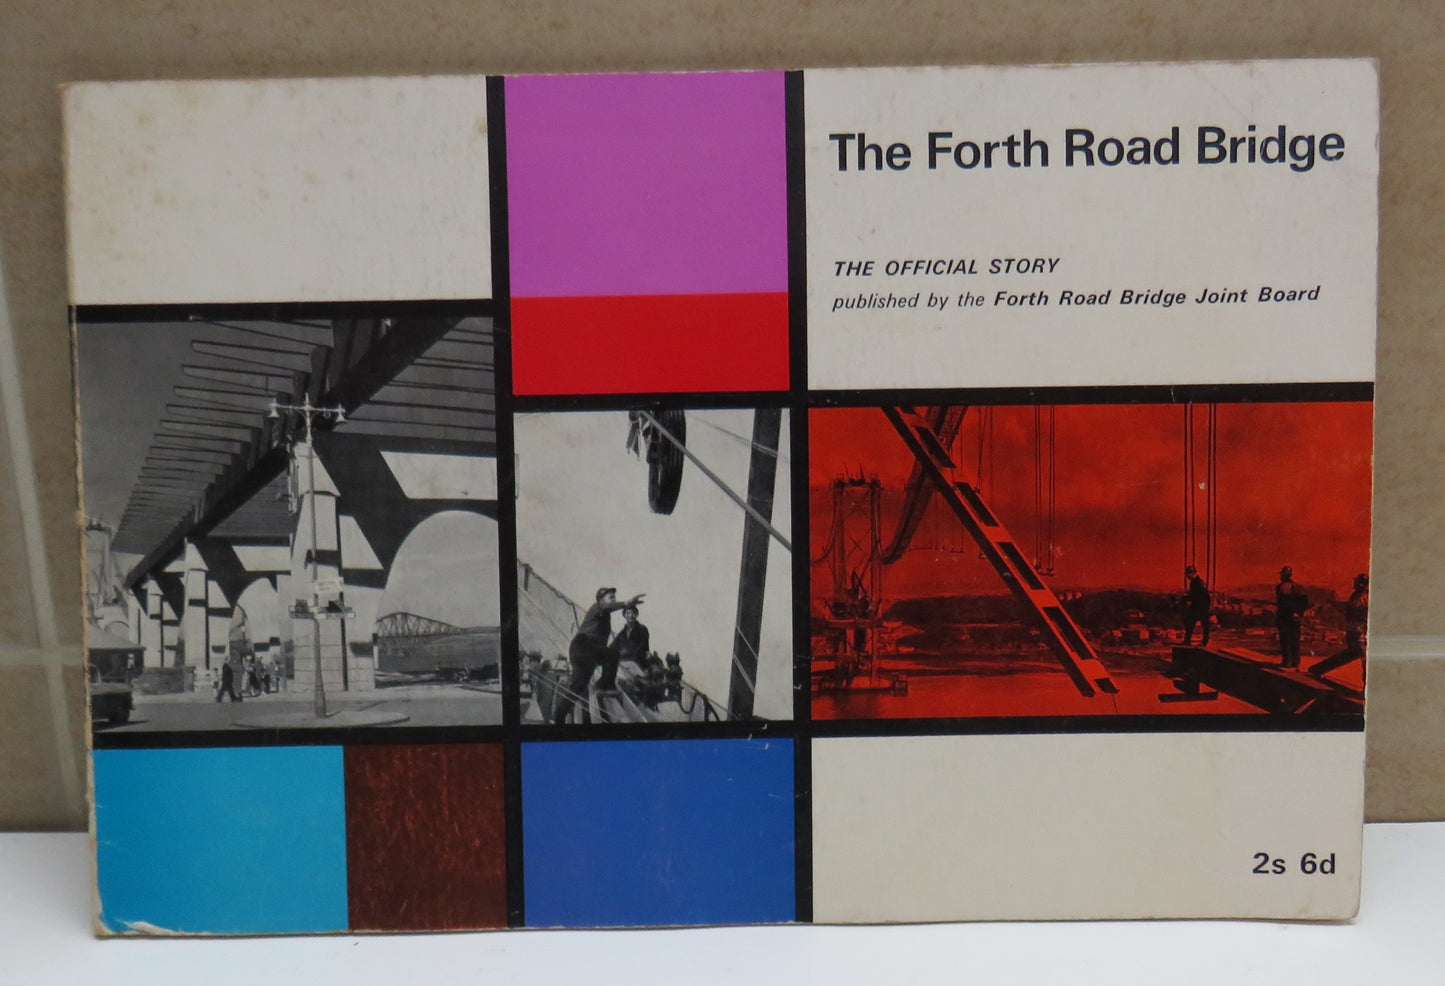 The Forth Road Bridge
THE OFFICIAL STORY
published by the Forth Road Bridge Joint Board
2s 6d